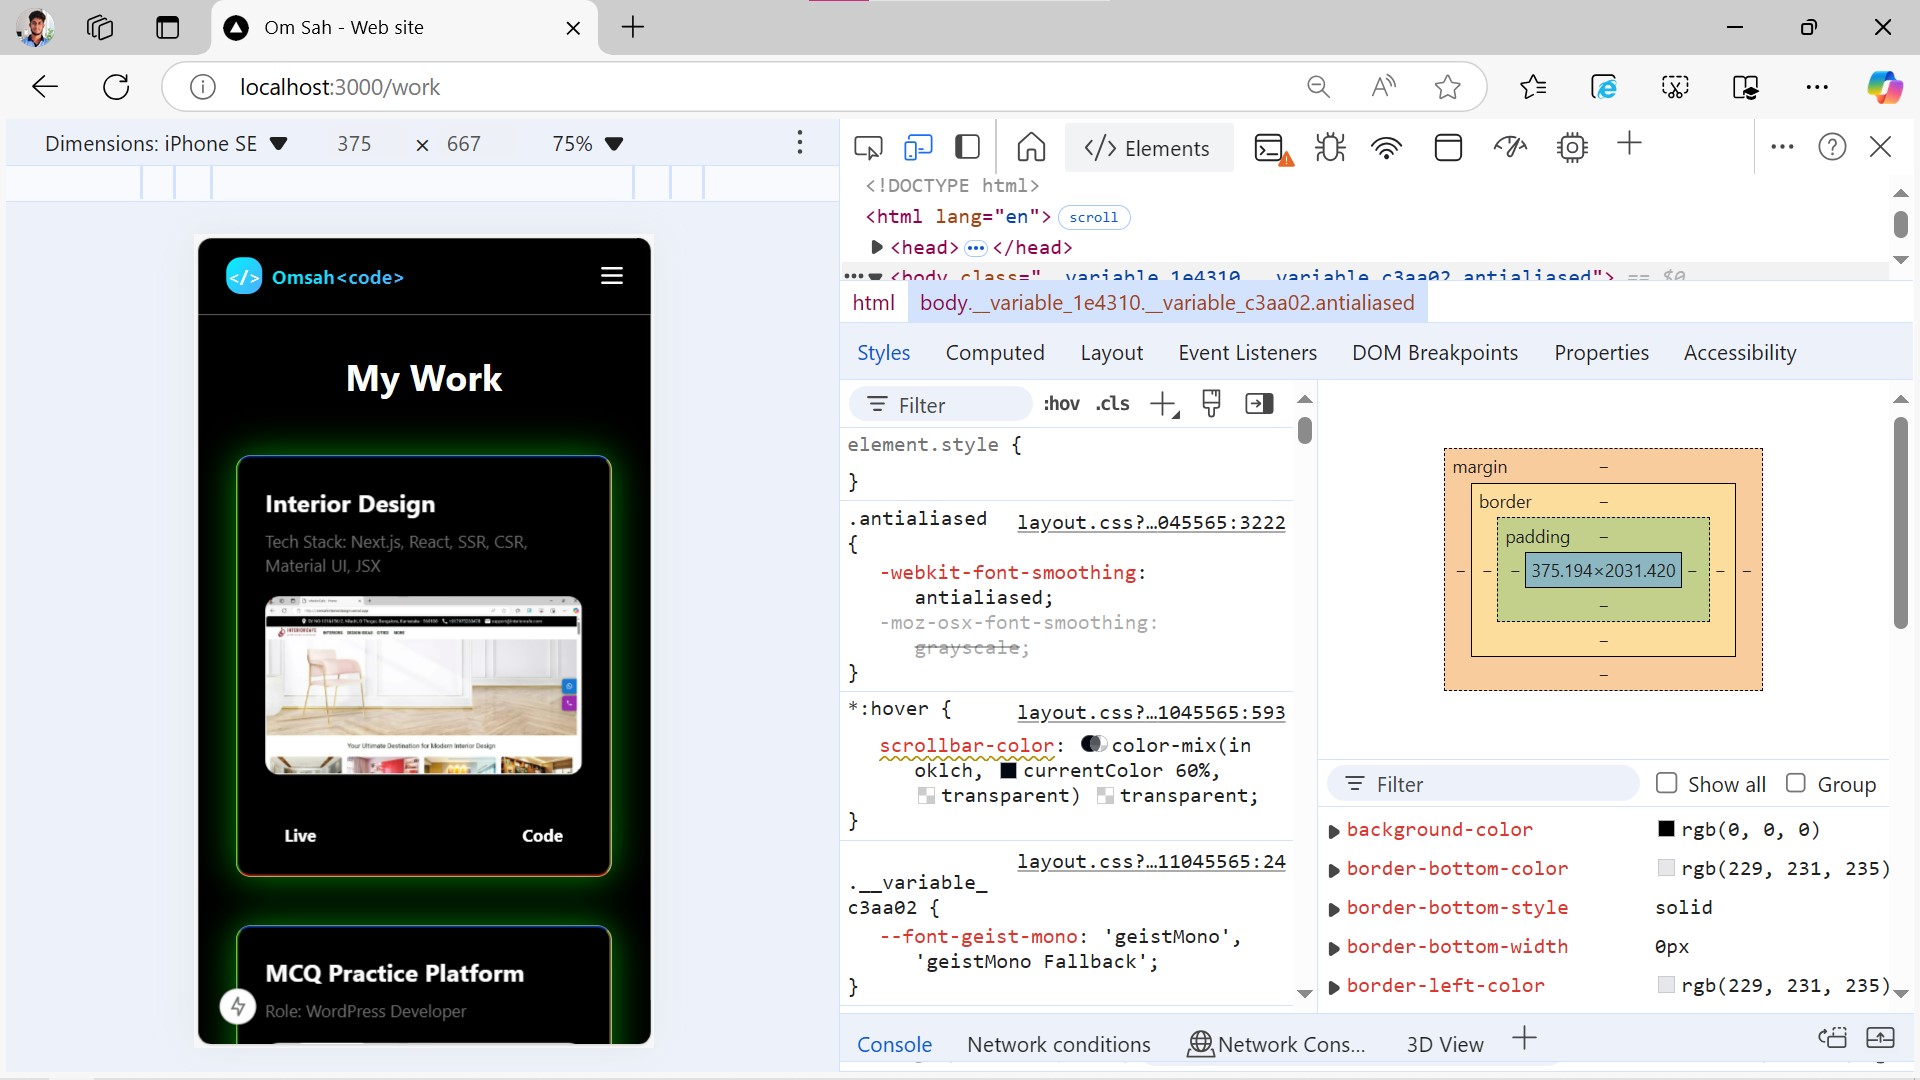 Om Sah - Web site
localhost:3000/work
Dimensions: iPhone SE 375 × 667 75%
Omsah<code>
My Work
Interior Design
Tech Stack: Next.js, React, SSR, CSR,
Material UI, JSX
Your Ultimate Destination for Modern Interior Design
Live Code
MCQ Practice Platform
Role: WordPress Developer
Elements
<!DOCTYPE html>
<html lang="en"> scroll
<head> ••• </head>
<body class="__variable_1e4310 __variable_c3aa02 antialiased"> == $0
html body.__variable_1e4310.__variable_c3aa02.antialiased
Styles Computed Layout Event Listeners DOM Breakpoints Properties Accessibility
Filter :hov .cls
element.style {
}
.antialiased layout.css?…045565:3222
{
-webkit-font-smoothing:
antialiased;
-moz-osx-font-smoothing:
grayscale;
}
*:hover { layout.css?…1045565:593
scrollbar-color: color-mix(in
oklch, currentColor 60%,
transparent) transparent;
}
layout.css?…11045565:24
.__variable_
c3aa02 {
--font-geist-mono: 'geistMono',
'geistMono Fallback';
}
margin –
border –
padding –
– – – 375.194×2031.420 – – –
–
–
–
Filter Show all Group
background-color rgb(0, 0, 0)
border-bottom-color rgb(229, 231, 235)
border-bottom-style solid
border-bottom-width 0px
border-left-color rgb(229, 231, 235)
Console Network conditions Network Cons... 3D View